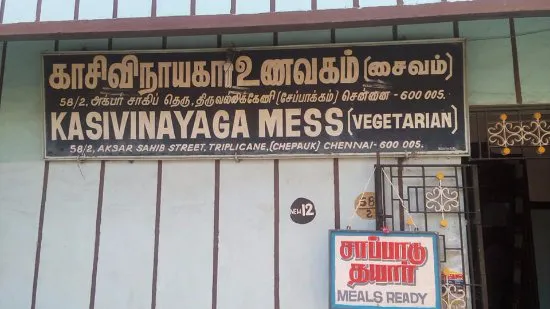 காசிவிநாயகா உணவகம் (சைவம்)
58/2, அக்பர் சாகிப் தெரு, திருவல்லிக்கேணி (சேப்பாக்கம்) சென்னை - 600 005.
KASIVINAYAGA MESS (VEGETARIAN)
58/2, AKBAR SAHIB STREET, TRIPLICANE, (CHEPAUK) CHENNAI - 600 005.
NEW 12
58
2
சாப்பாடு
தயார்
MEALS READY